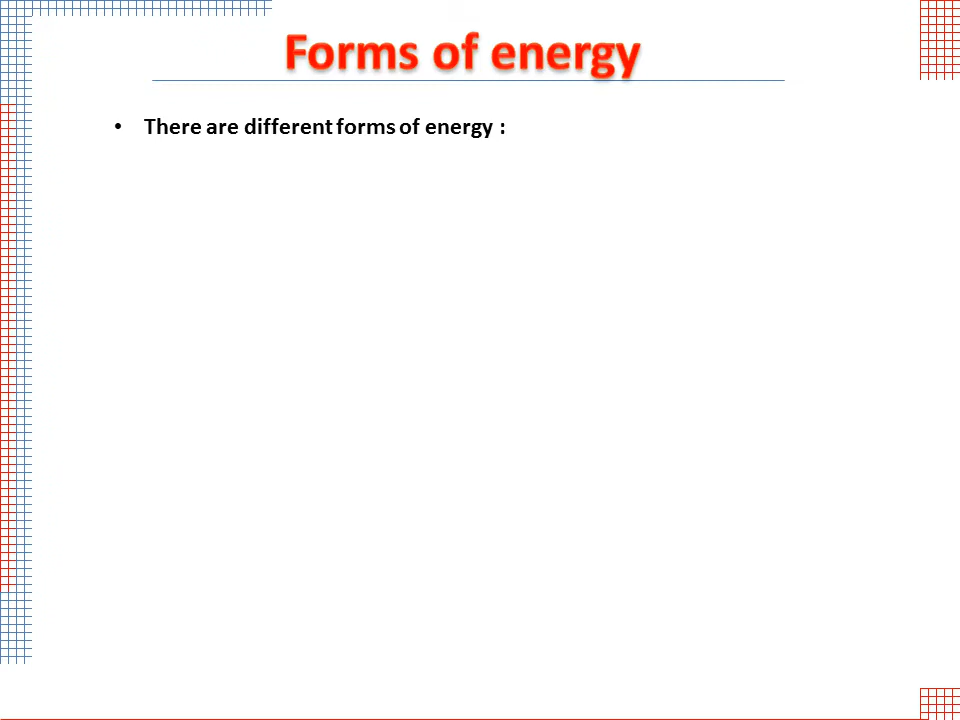 Forms of energy
• There are different forms of energy :